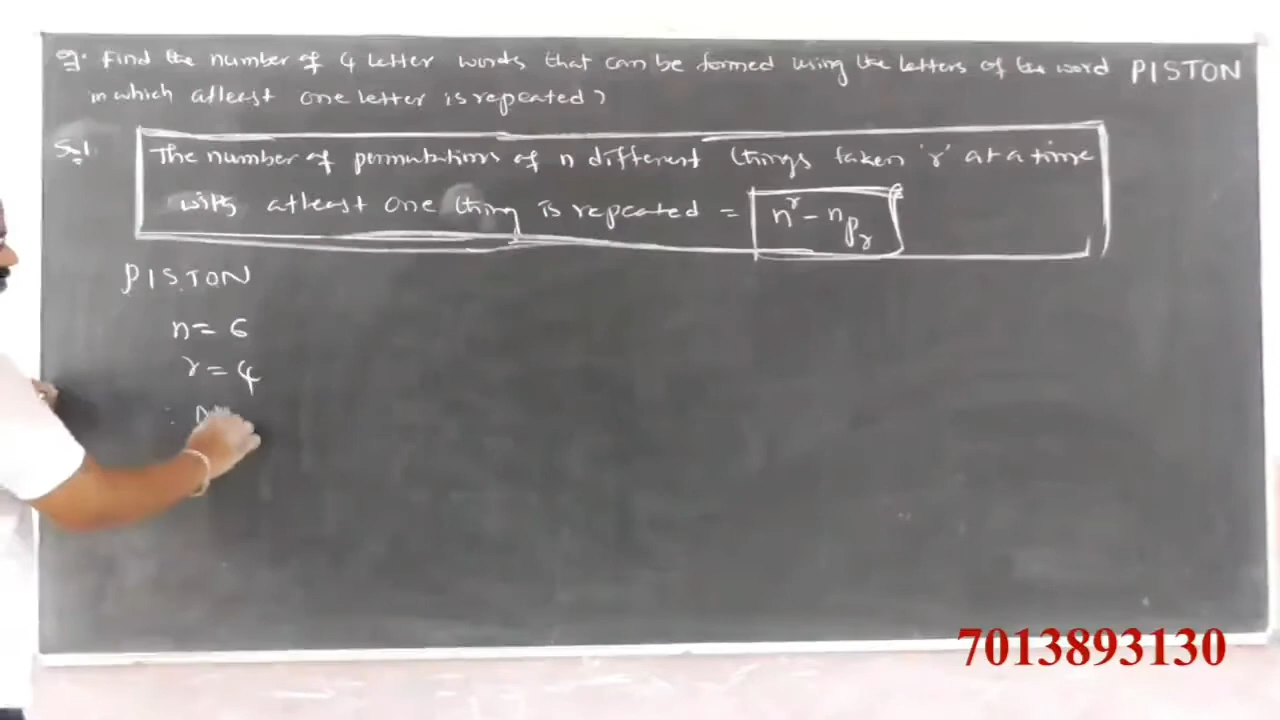 eg: Find the number of 4 letter words that can be formed using the letters of the word PISTON
in which atleast one letter is repeated?
Sol
The number of permutations of n different things taken 'r' at a time
with atleast one thing is repeated = nʳ - nPr
PISTON
n = 6
r = 4
7013893130